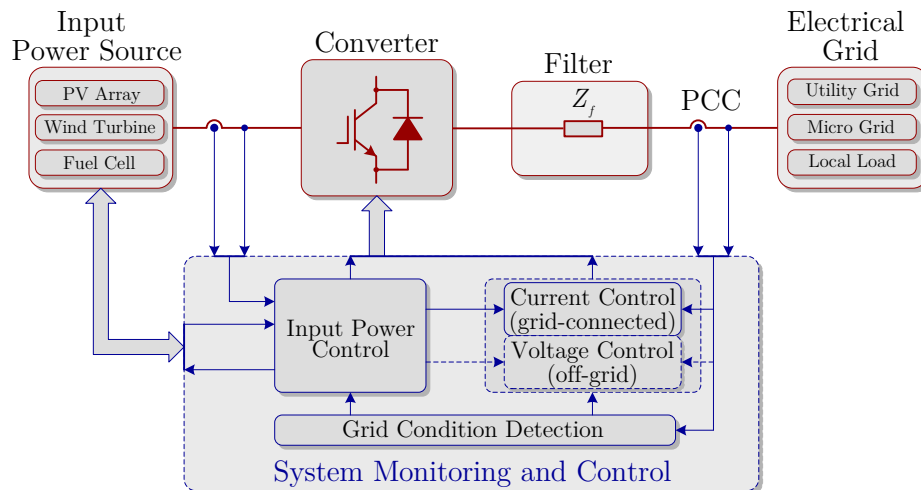 Input
Power Source
PV Array
Wind Turbine
Fuel Cell
Converter
Filter
Z_f
PCC
Electrical
Grid
Utility Grid
Micro Grid
Local Load
Input Power
Control
Current Control
(grid-connected)
Voltage Control
(off-grid)
Grid Condition Detection
System Monitoring and Control